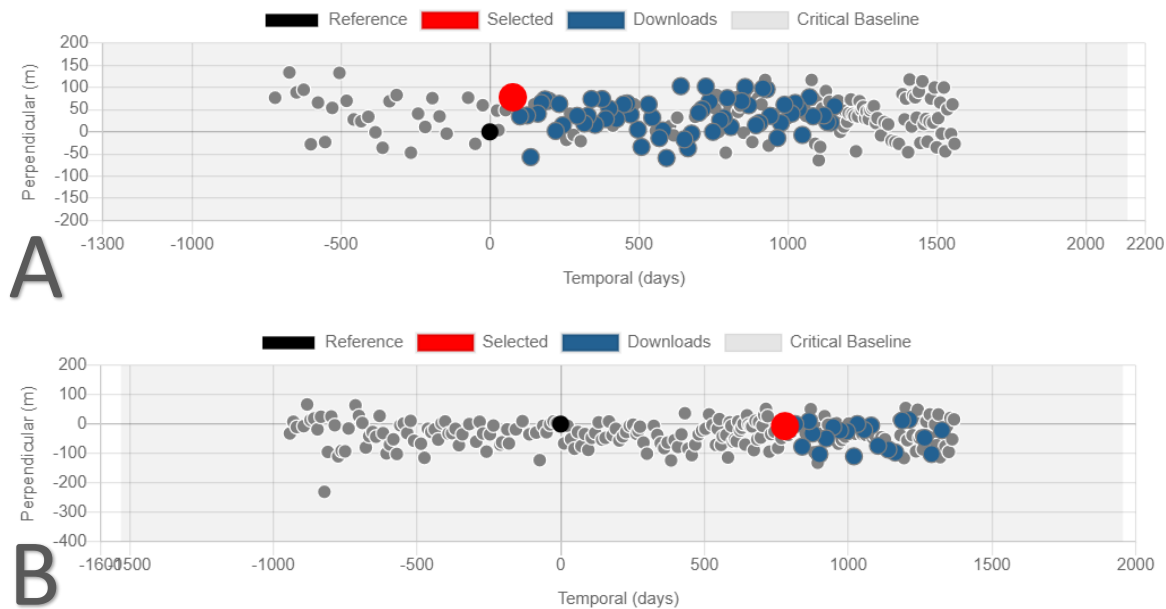 Reference Selected Downloads Critical Baseline
200
150
100
50
0
-50
-100
-150
-200
Perpendicular (m)
-1300 -1000 -500 0 500 1000 1500 2000 2200
Temporal (days)
A
Reference Selected Downloads Critical Baseline
200
100
0
-100
-200
-300
-400
Perpendicular (m)
-1600 -1500 -1000 -500 0 500 1000 1500 2000
Temporal (days)
B